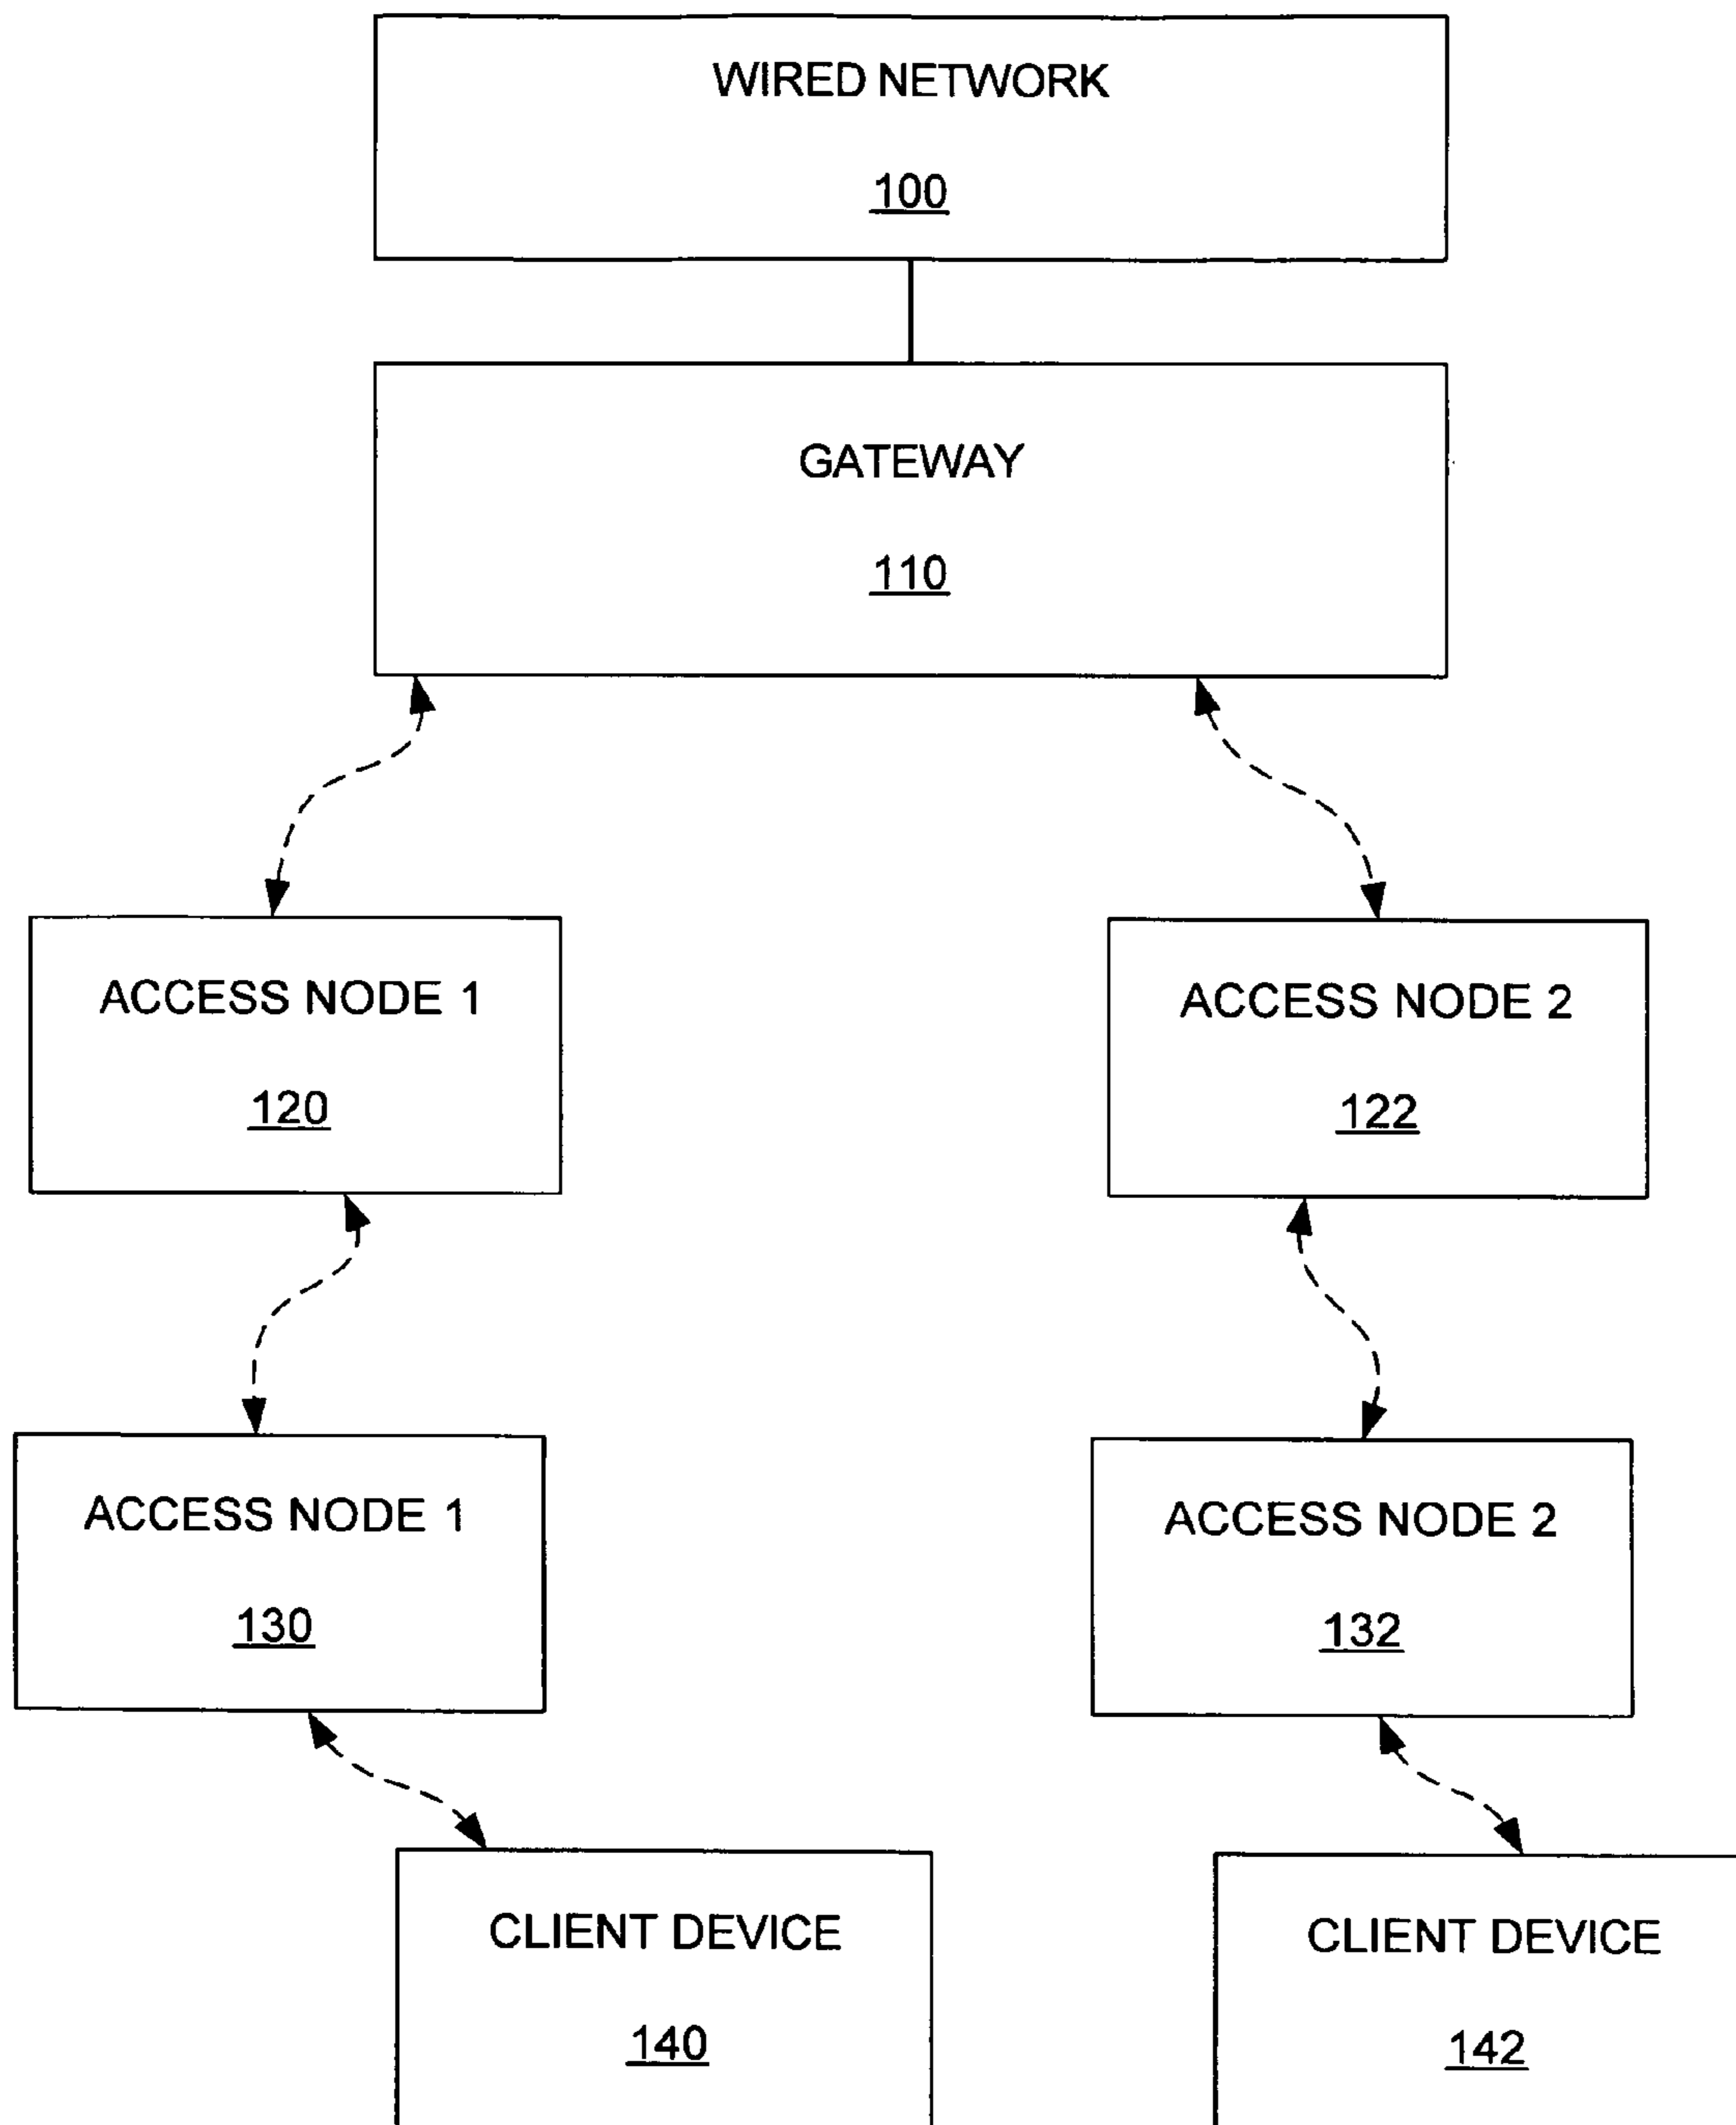 WIRED NETWORK
100
GATEWAY
110
ACCESS NODE 1
120
ACCESS NODE 2
122
ACCESS NODE 1
130
ACCESS NODE 2
132
CLIENT DEVICE
140
CLIENT DEVICE
142